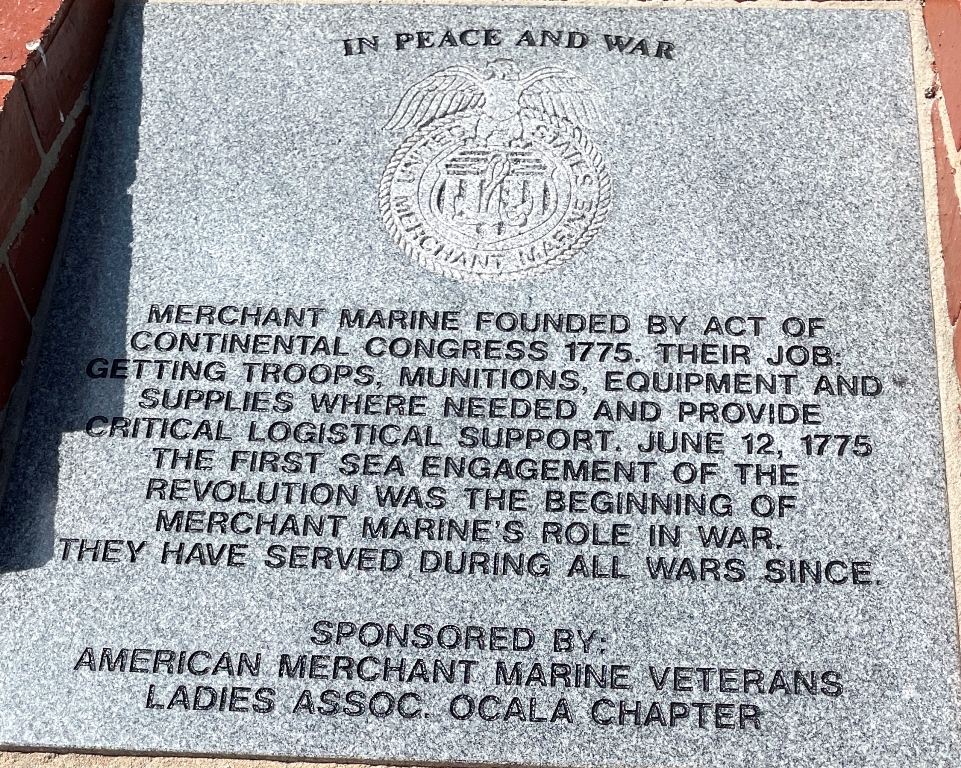 IN PEACE AND WAR
UNITED STATES
MERCHANT MARINE
MERCHANT MARINE FOUNDED BY ACT OF
CONTINENTAL CONGRESS 1775. THEIR JOB:
GETTING TROOPS, MUNITIONS, EQUIPMENT AND
SUPPLIES WHERE NEEDED AND PROVIDE
CRITICAL LOGISTICAL SUPPORT. JUNE 12, 1775
THE FIRST SEA ENGAGEMENT OF THE
REVOLUTION WAS THE BEGINNING OF
MERCHANT MARINE'S ROLE IN WAR.
THEY HAVE SERVED DURING ALL WARS SINCE.
SPONSORED BY:
AMERICAN MERCHANT MARINE VETERANS
LADIES ASSOC. OCALA CHAPTER